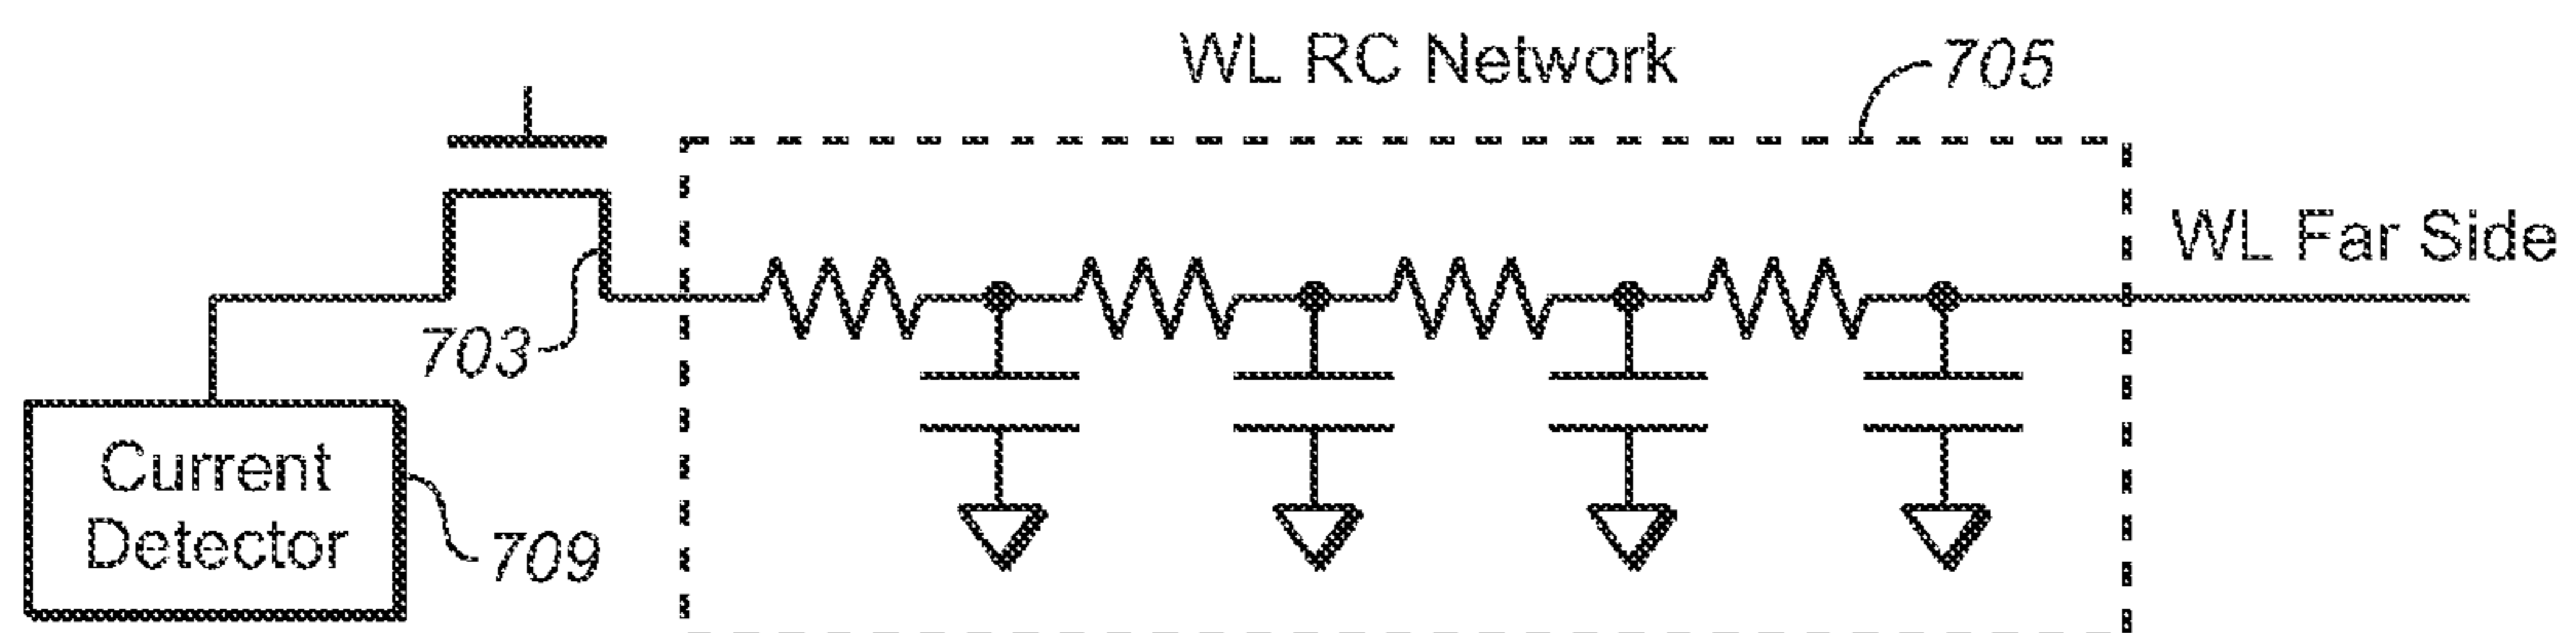 WL RC Network
705
WL Far Side
703
Current
Detector
709